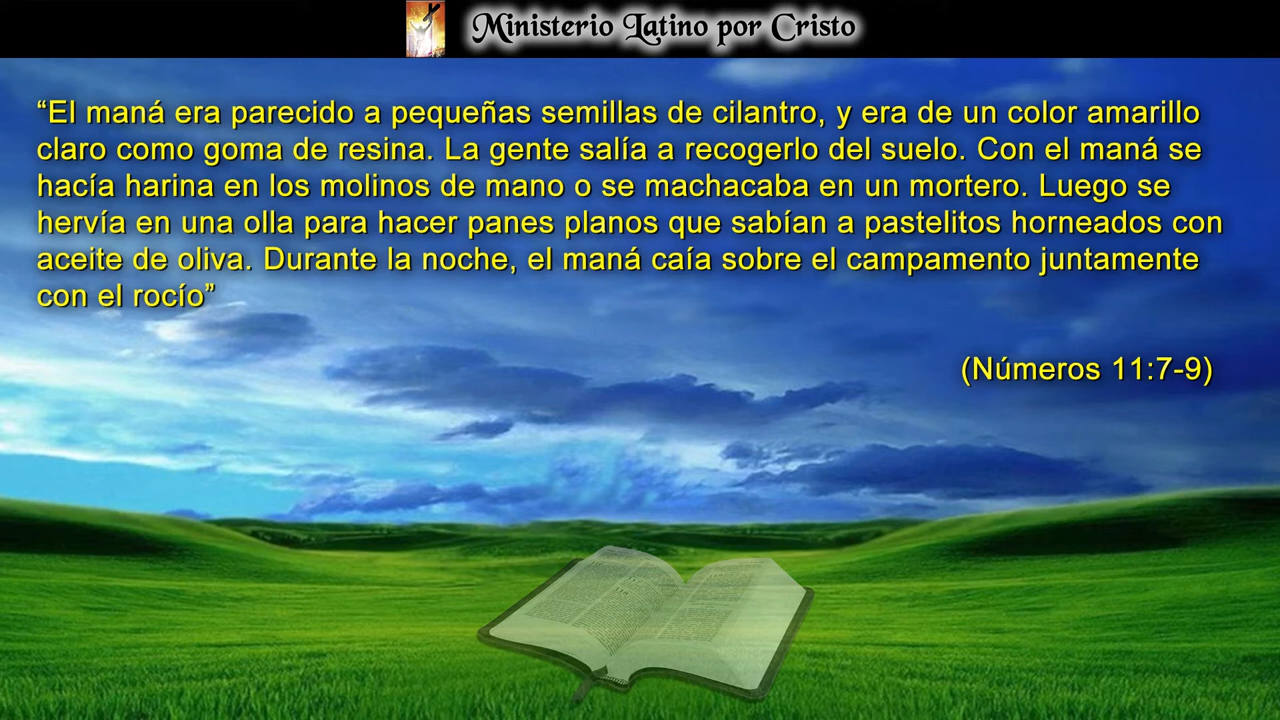 Ministerio Latino por Cristo
“El maná era parecido a pequeñas semillas de cilantro, y era de un color amarillo
claro como goma de resina. La gente salía a recogerlo del suelo. Con el maná se
hacía harina en los molinos de mano o se machacaba en un mortero. Luego se
hervía en una olla para hacer panes planos que sabían a pastelitos horneados con
aceite de oliva. Durante la noche, el maná caía sobre el campamento juntamente
con el rocío”
(Números 11:7-9)